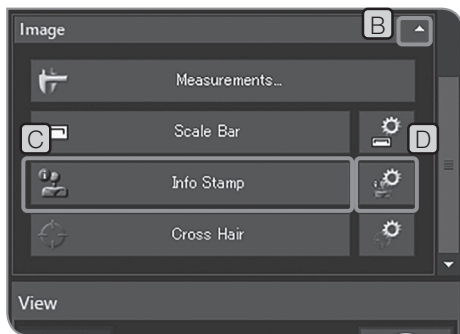 Image
B
Measurements...
C
Scale Bar
D
Info Stamp
Cross Hair
View